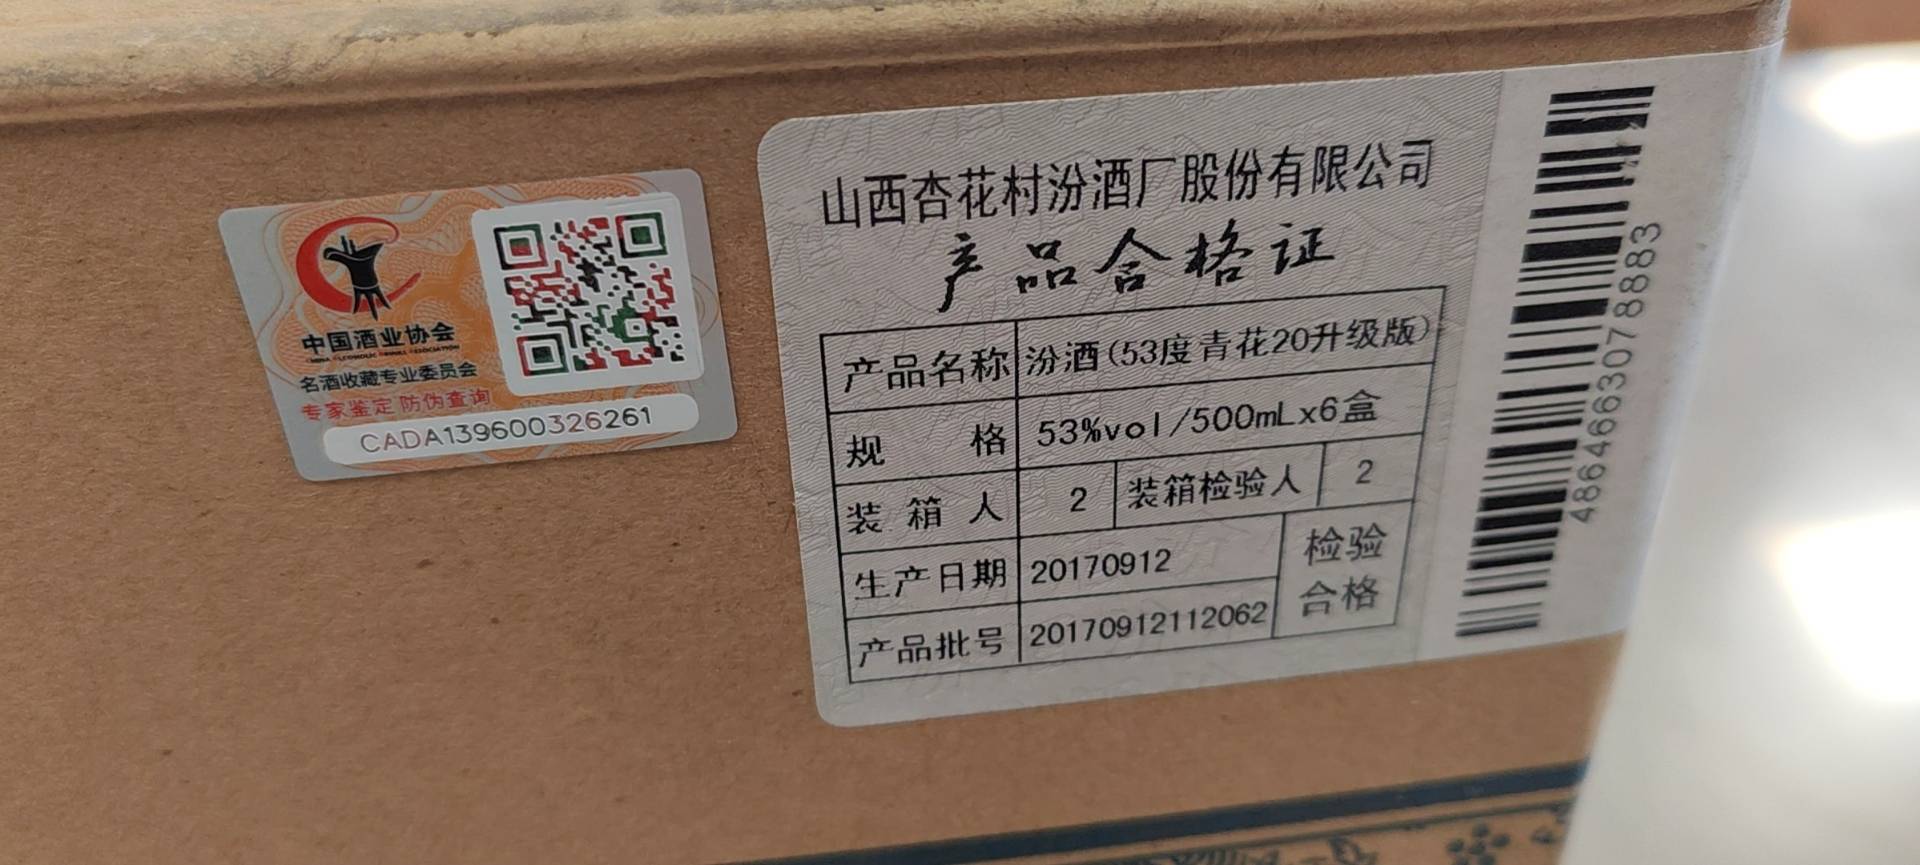 中国酒业协会
CHINA ALCOHOLIC DRINKS ASSOCIATION
名酒收藏专业委员会
专家鉴定 防伪查询
CADA139600326261
山西杏花村汾酒厂股份有限公司
产品合格证
产品名称 汾酒(53度青花20升级版)
规格 53%vol/500mLx6盒
装箱人 2 装箱检验人 2
生产日期 20170912 检验
产品批号 20170912112062 合格
4864663078883